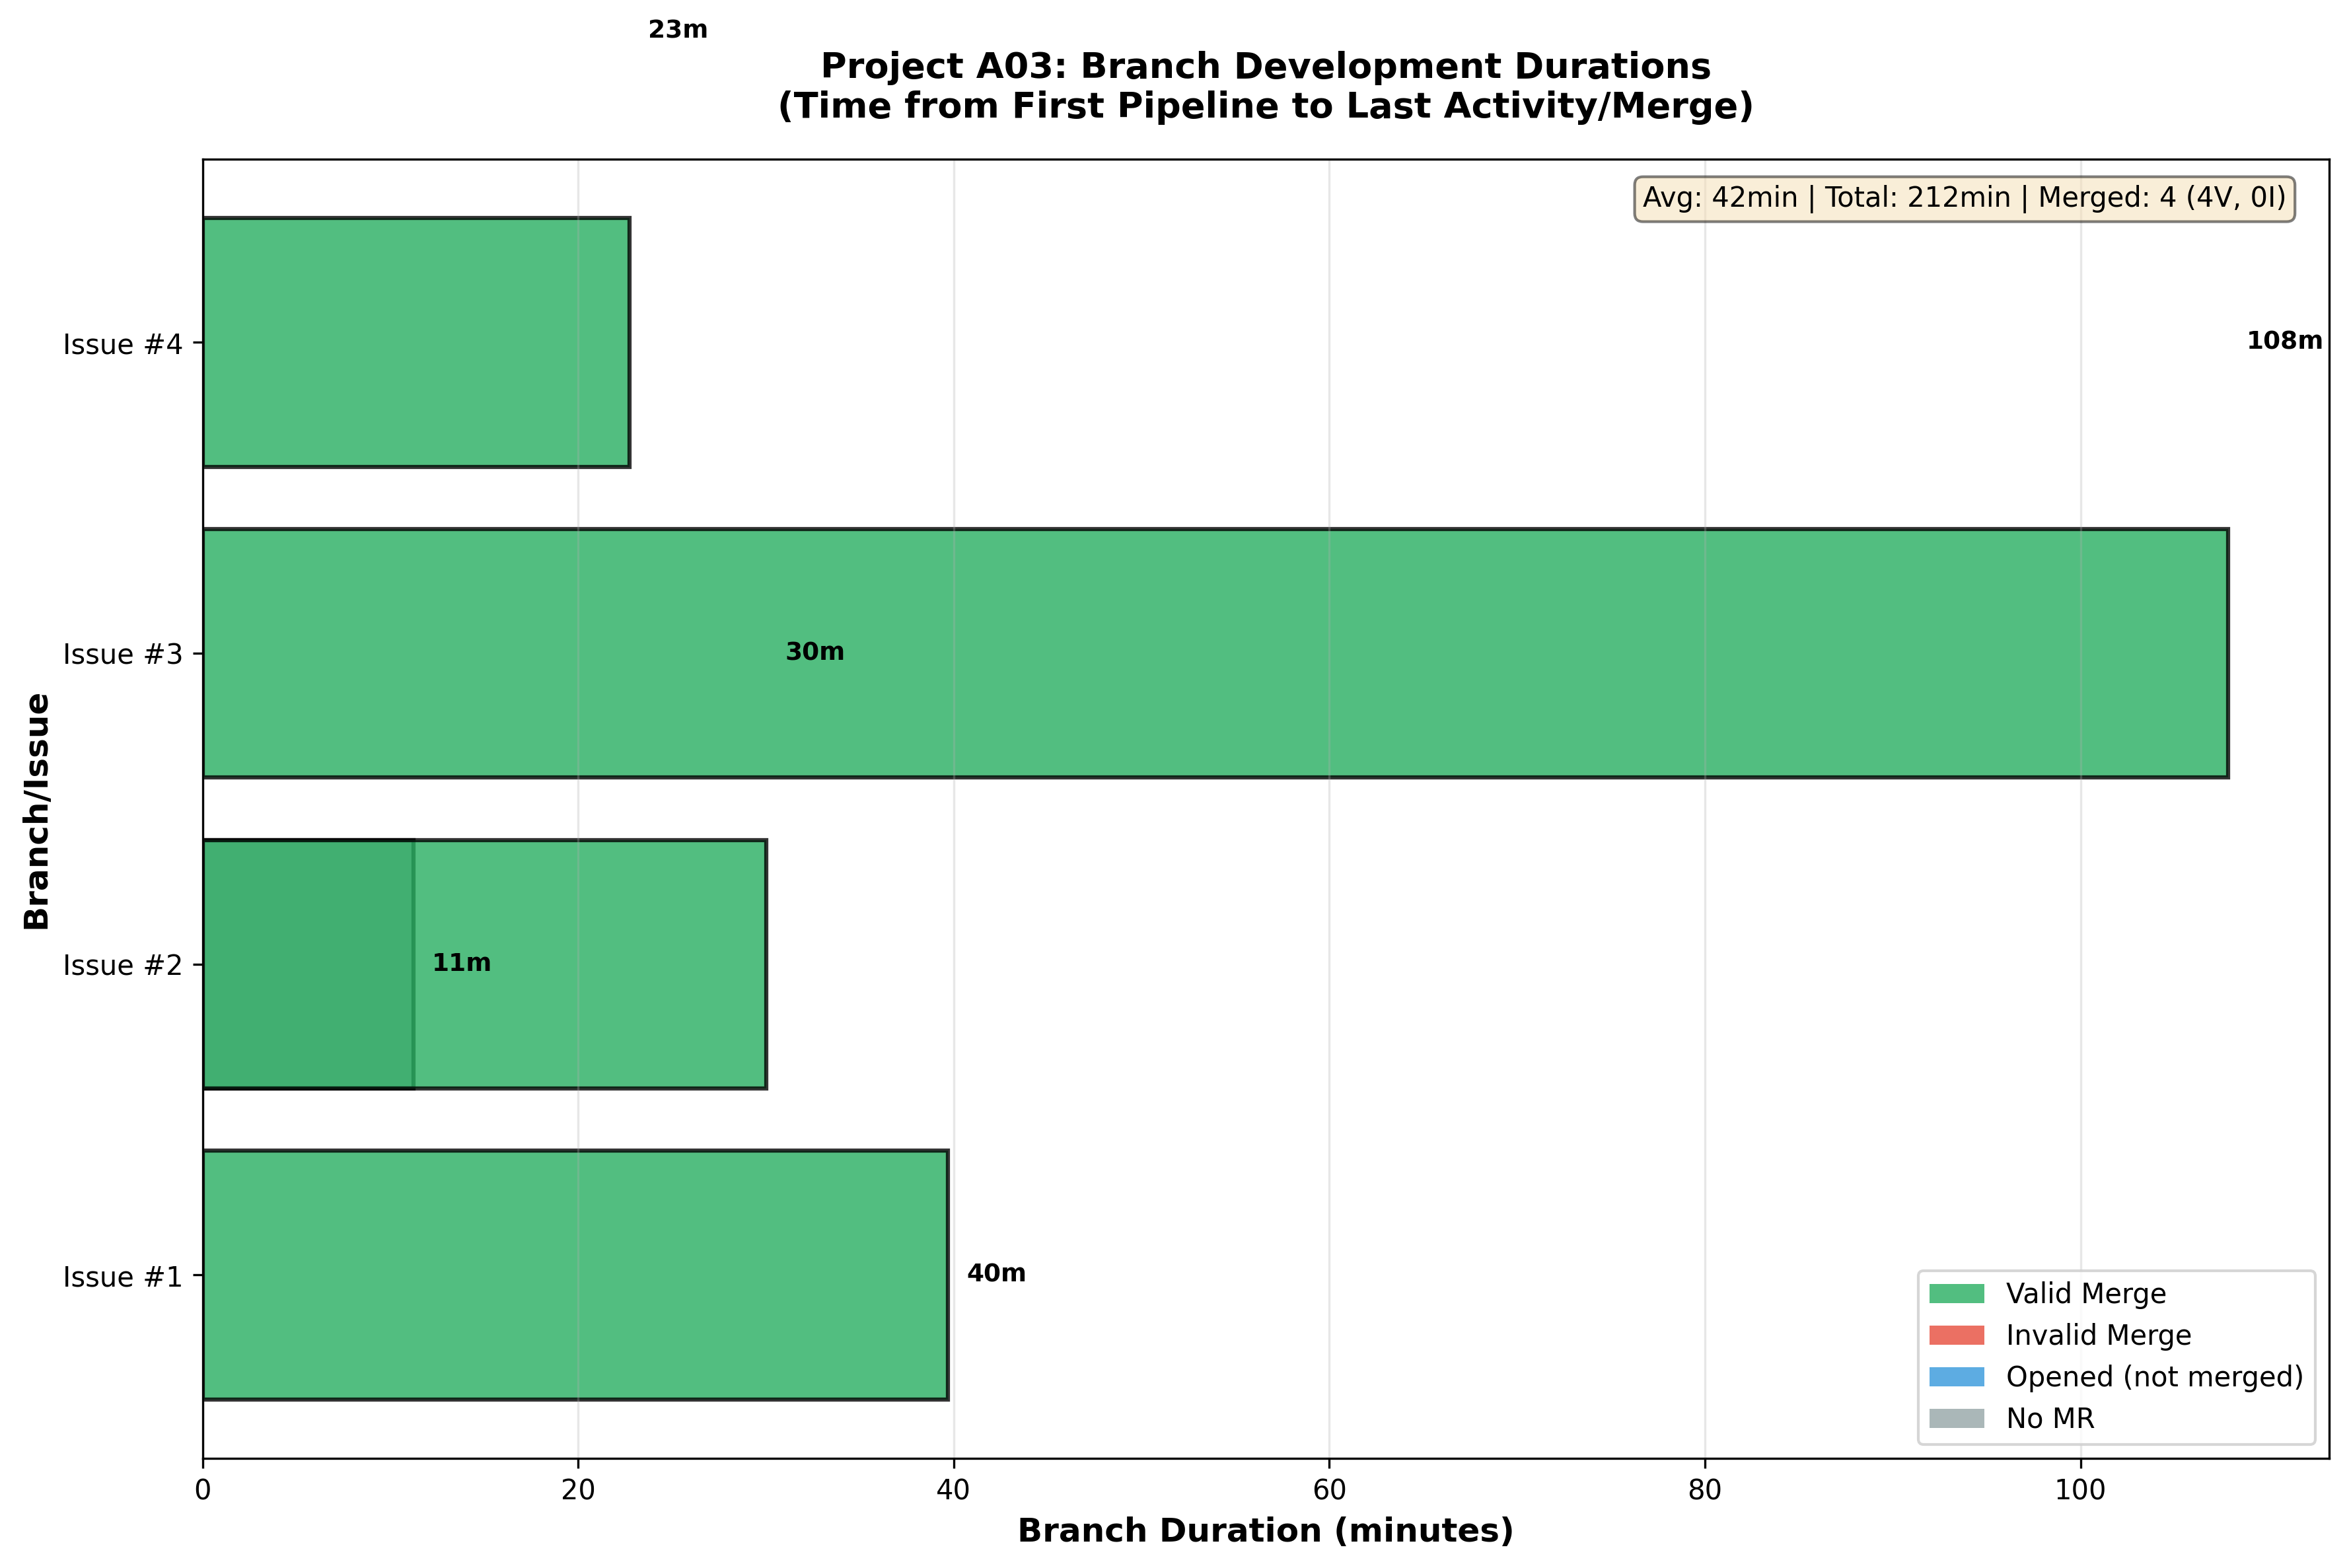 23m
Project A03: Branch Development Durations
(Time from First Pipeline to Last Activity/Merge)
Avg: 42min | Total: 212min | Merged: 4 (4V, 0I)
Branch/Issue
Issue #4
108m
Issue #3
30m
Issue #2
11m
Issue #1
40m
Valid Merge
Invalid Merge
Opened (not merged)
No MR
0
20
40
60
80
100
Branch Duration (minutes)